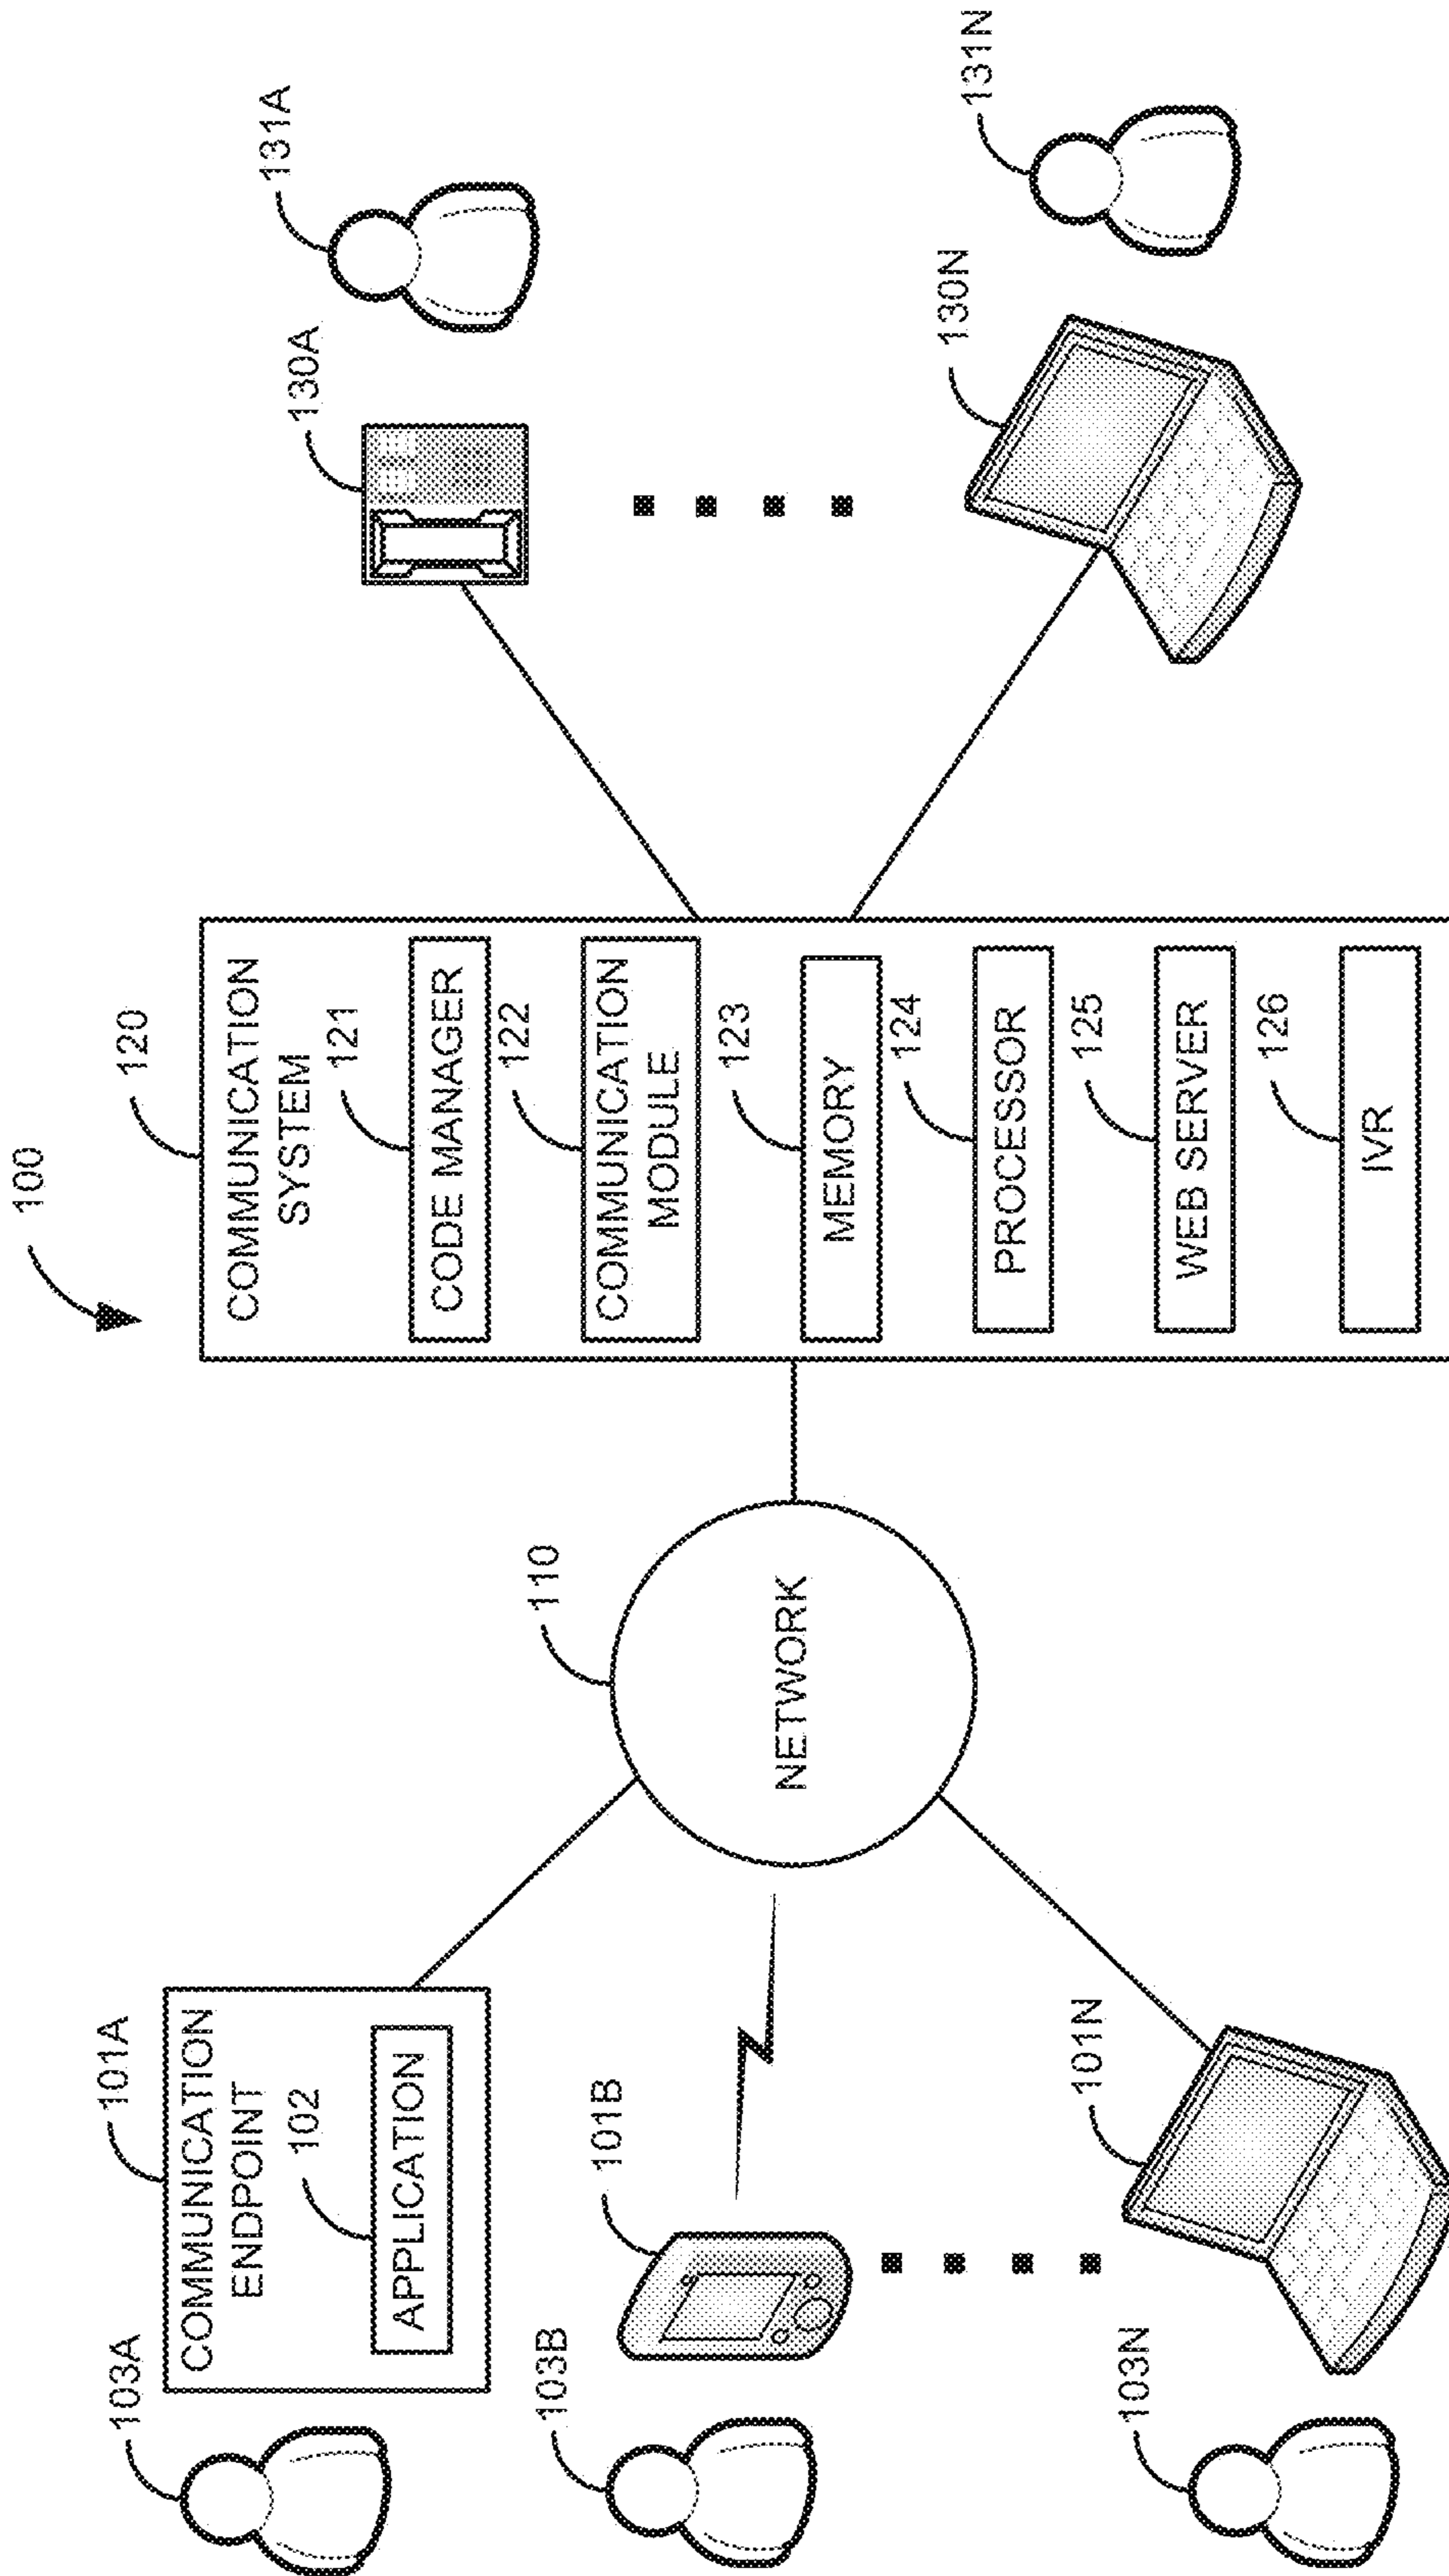 100
103A
101A
COMMUNICATION
ENDPOINT
102
APPLICATION
103B
101B
103N
101N
110
NETWORK
120
COMMUNICATION
SYSTEM
121
CODE MANAGER
122
COMMUNICATION
MODULE
123
MEMORY
124
PROCESSOR
125
WEB SERVER
126
IVR
130A
131A
130N
131N